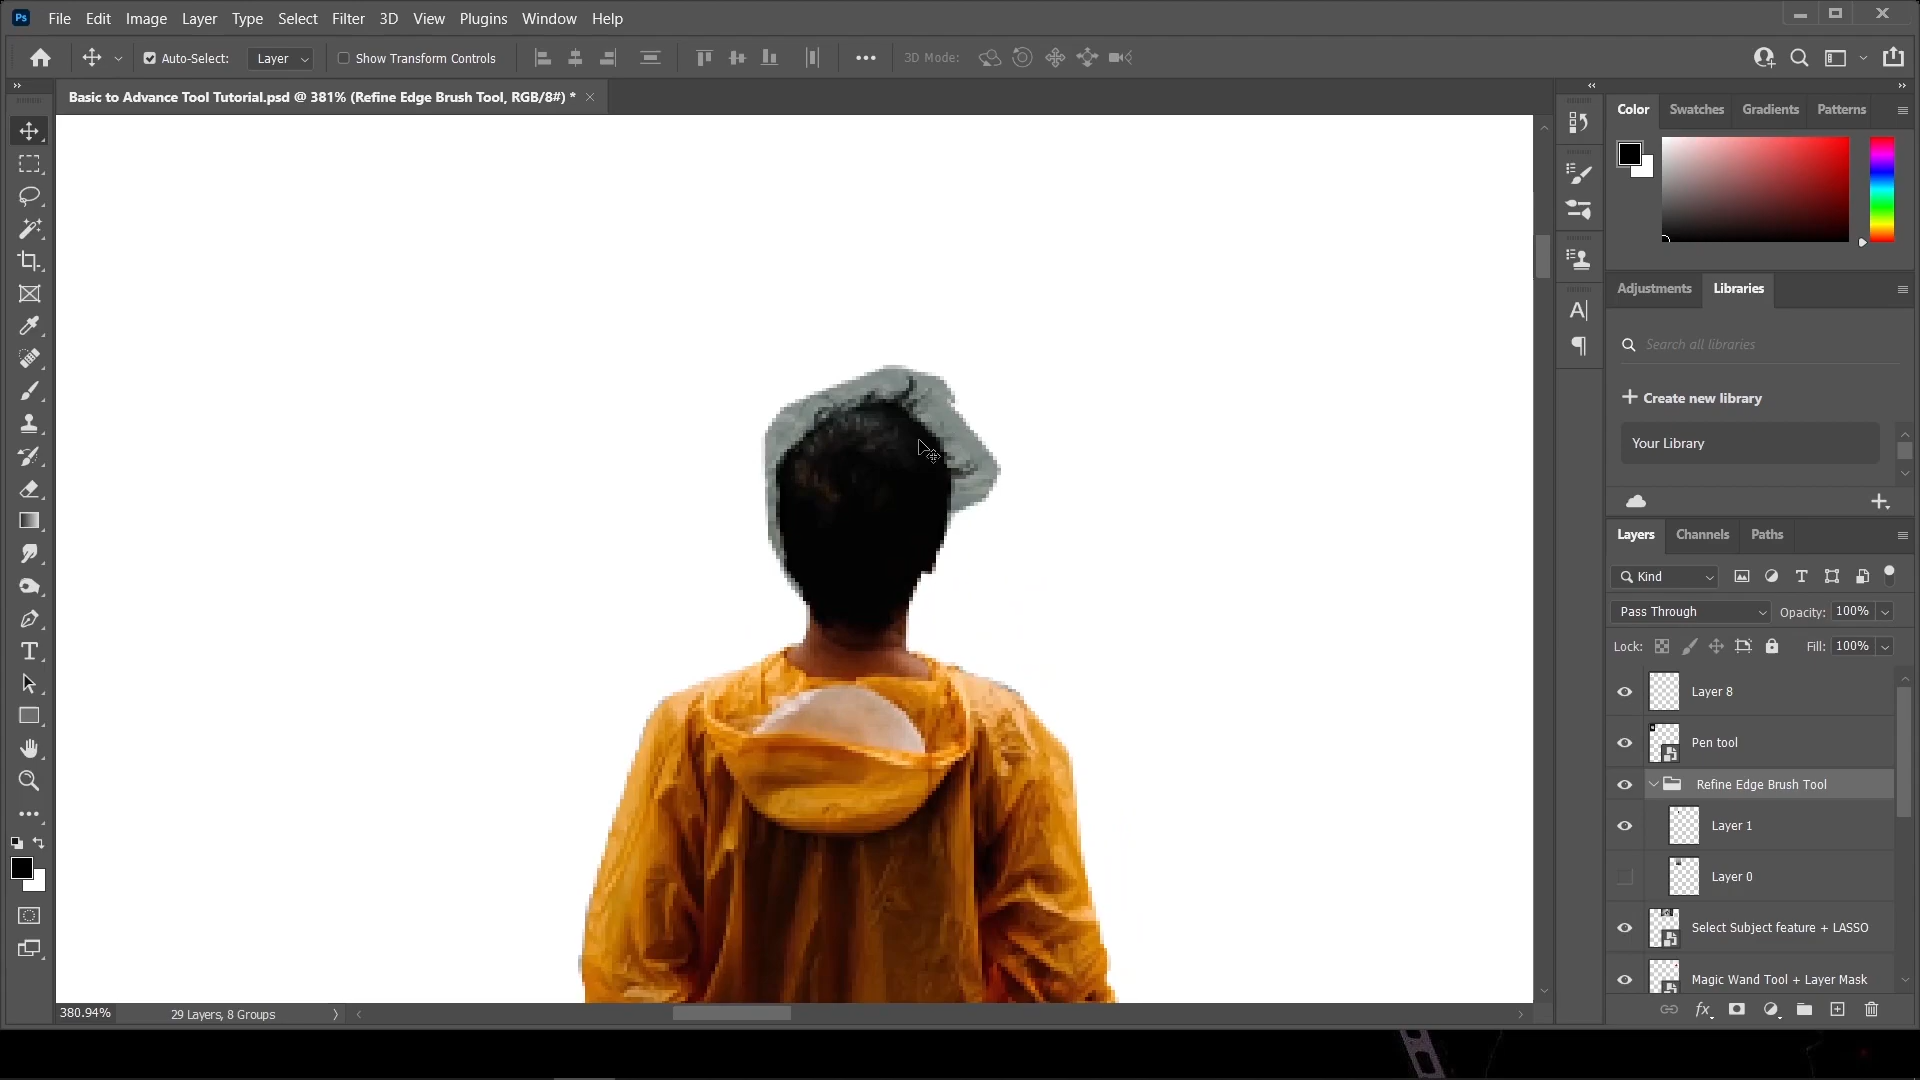 Ps File Edit Image Layer Type Select Filter 3D View Plugins Window Help
Auto-Select: Layer Show Transform Controls 3D Mode:
Basic to Advance Tool Tutorial.psd @ 381% (Refine Edge Brush Tool, RGB/8#) *
Color Swatches Gradients Patterns
Adjustments Libraries
Search all libraries
Create new library
Your Library
Layers Channels Paths
Kind
Pass Through Opacity: 100%
Lock: Fill: 100%
Layer 8
Pen tool
Refine Edge Brush Tool
Layer 1
Layer 0
Select Subject feature + LASSO
Magic Wand Tool + Layer Mask
fx
380.94% 29 Layers, 8 Groups